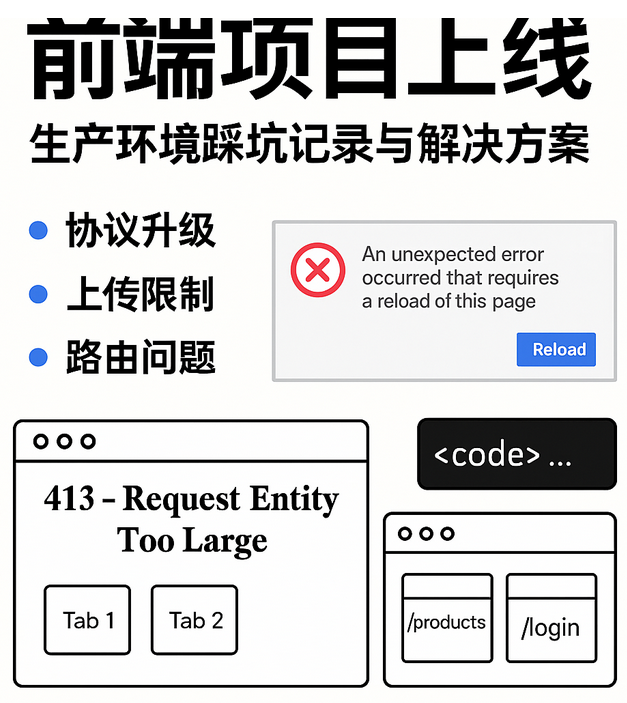 前端项目上线
生产环境踩坑记录与解决方案
协议升级
上传限制
路由问题
An unexpected error
occurred that requires
a reload of this page
Reload
413 – Request Entity
Too Large
Tab 1
Tab 2
<code> ...
/products
/login